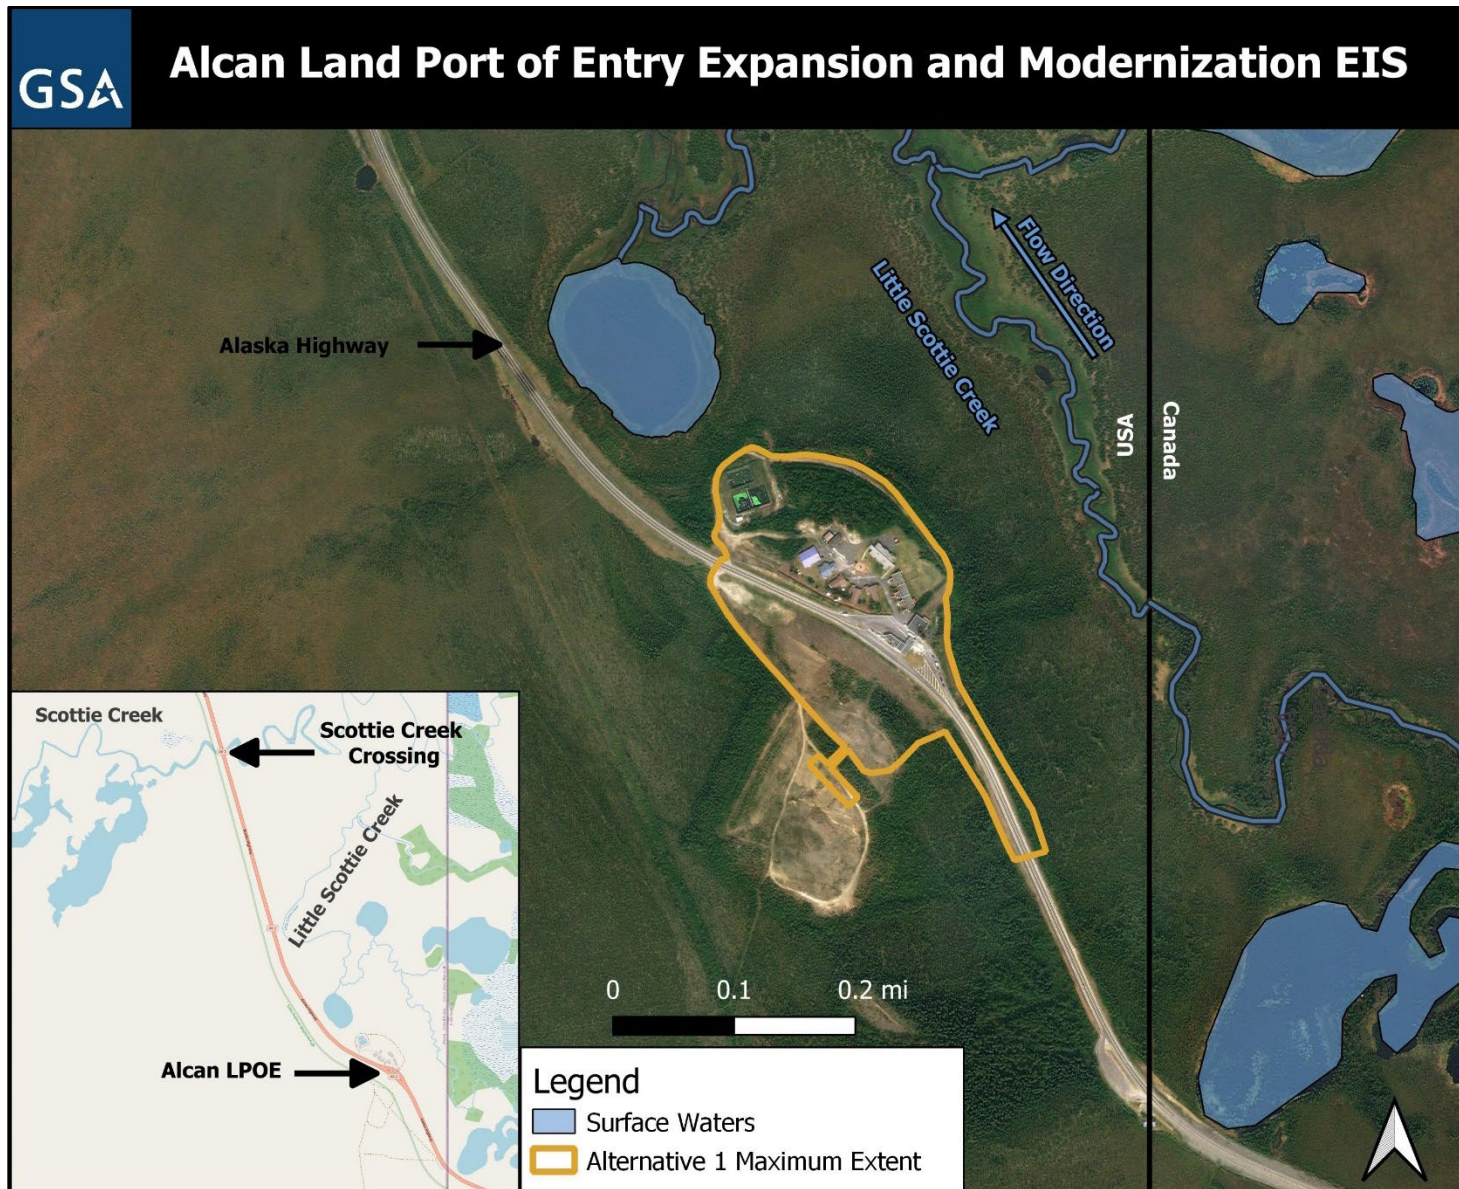 GSA
Alcan Land Port of Entry Expansion and Modernization EIS
Flow Direction
Little Scottie Creek
Alaska Highway
USA
Canada
Scottie Creek
Scottie Creek
Crossing
Little Scottie Creek
Alcan LPOE
0 0.1 0.2 mi
Legend
Surface Waters
Alternative 1 Maximum Extent